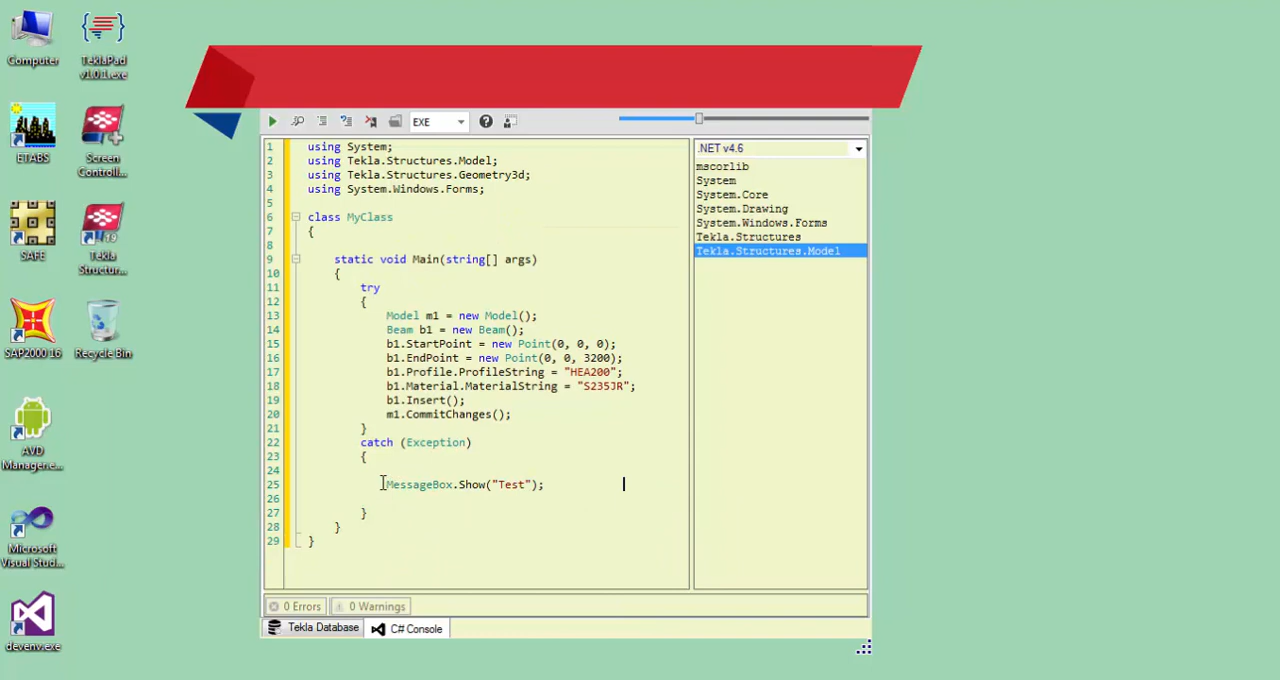 Computer
TeklaPad
v1.0.1.exe
ETABS
Screen
Controlli...
SAFE
19
Tekla
Structur...
SAP2000 16
Recycle Bin
AVD
Manageme...
Microsoft
Visual Studi...
devenv.exe
EXE
1 using System;
2 using Tekla.Structures.Model;
3 using Tekla.Structures.Geometry3d;
4 using System.Windows.Forms;
5
6 class MyClass
7 {
8
9 static void Main(string[] args)
10 {
11 try
12 {
13 Model m1 = new Model();
14 Beam b1 = new Beam();
15 b1.StartPoint = new Point(0, 0, 0);
16 b1.EndPoint = new Point(0, 0, 3200);
17 b1.Profile.ProfileString = "HEA200";
18 b1.Material.MaterialString = "S235JR";
19 b1.Insert();
20 m1.CommitChanges();
21 }
22 catch (Exception)
23 {
24
25 MessageBox.Show("Test");
26
27 }
28 }
29 }
.NET v4.6
mscorlib
System
System.Core
System.Drawing
System.Windows.Forms
Tekla.Structures
Tekla.Structures.Model
0 Errors
0 Warnings
Tekla Database
C# Console